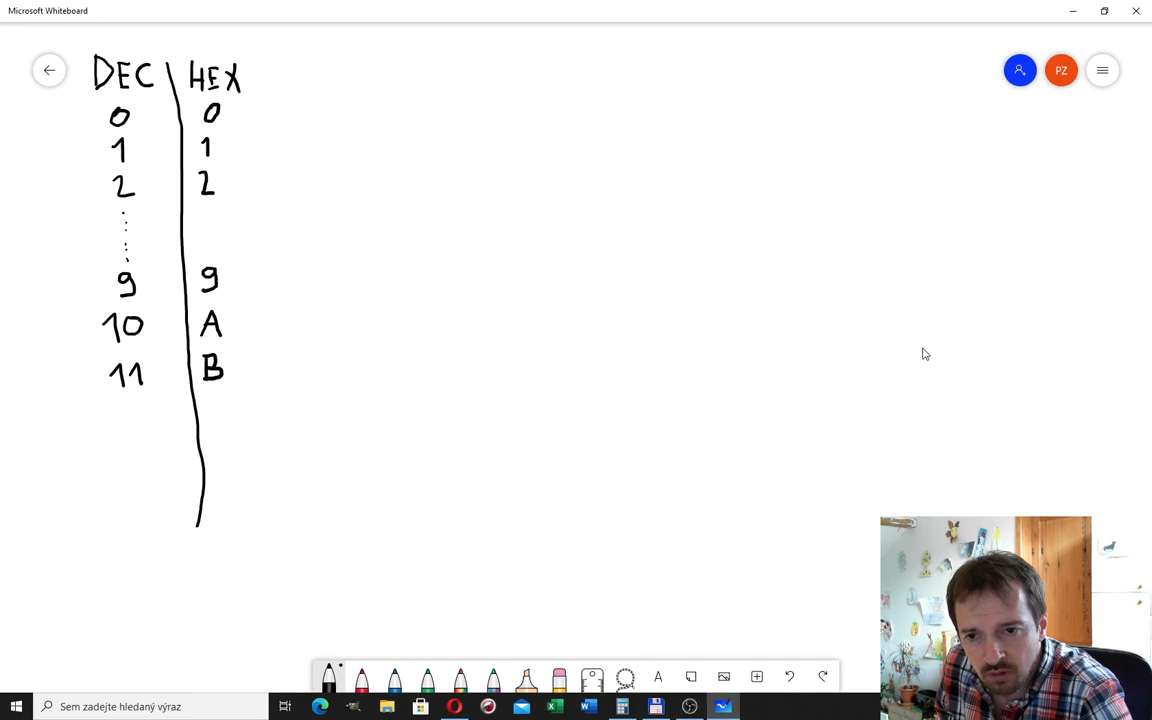 Microsoft Whiteboard
DEC HEX
0 0
1 1
2 2
9 9
10 A
11 B
PZ
A
Sem zadejte hledaný výraz